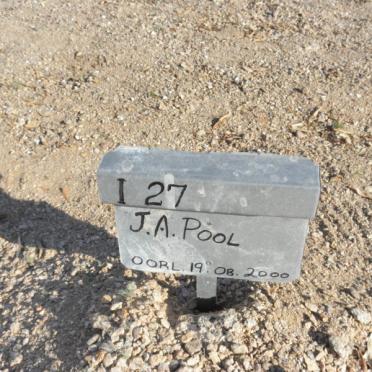 I 27
J.A. POOL
OORL. 19. 08. 2000